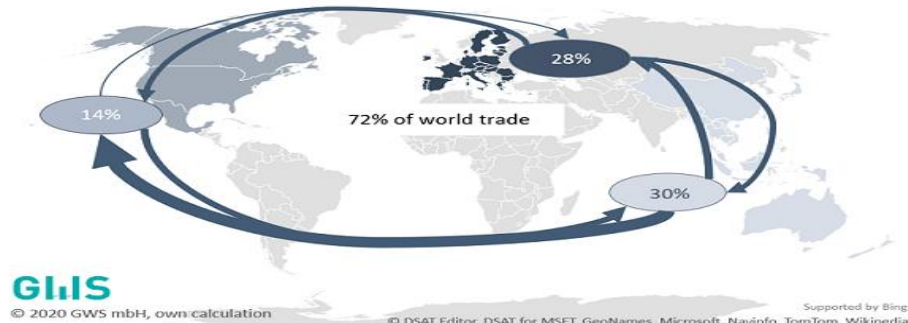 28%
14%
72% of world trade
30%
GWS
© 2020 GWS mbH, own calculation
Supported by Bing
© DSAT Editor, DSAT for MSFT, GeoNames, Microsoft, Navinfo, TomTom, Wikipedia